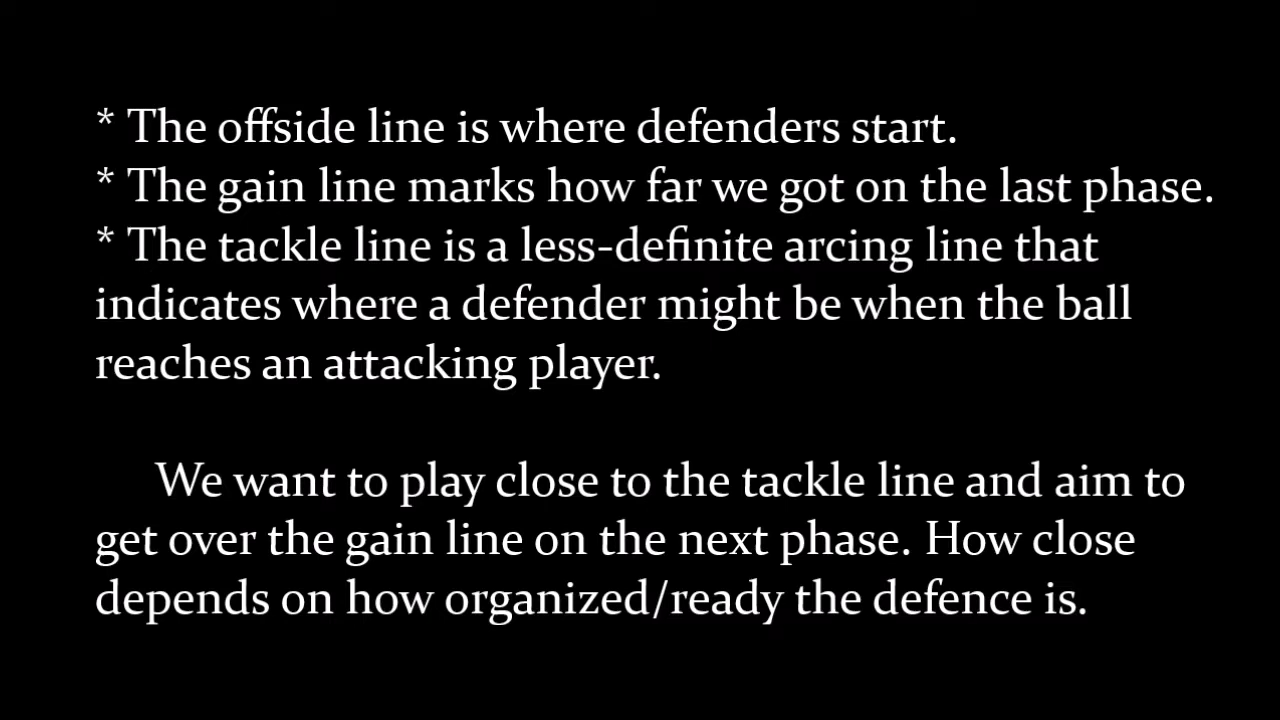 * The offside line is where defenders start.
* The gain line marks how far we got on the last phase.
* The tackle line is a less-definite arcing line that
indicates where a defender might be when the ball
reaches an attacking player.
We want to play close to the tackle line and aim to
get over the gain line on the next phase. How close
depends on how organized/ready the defence is.